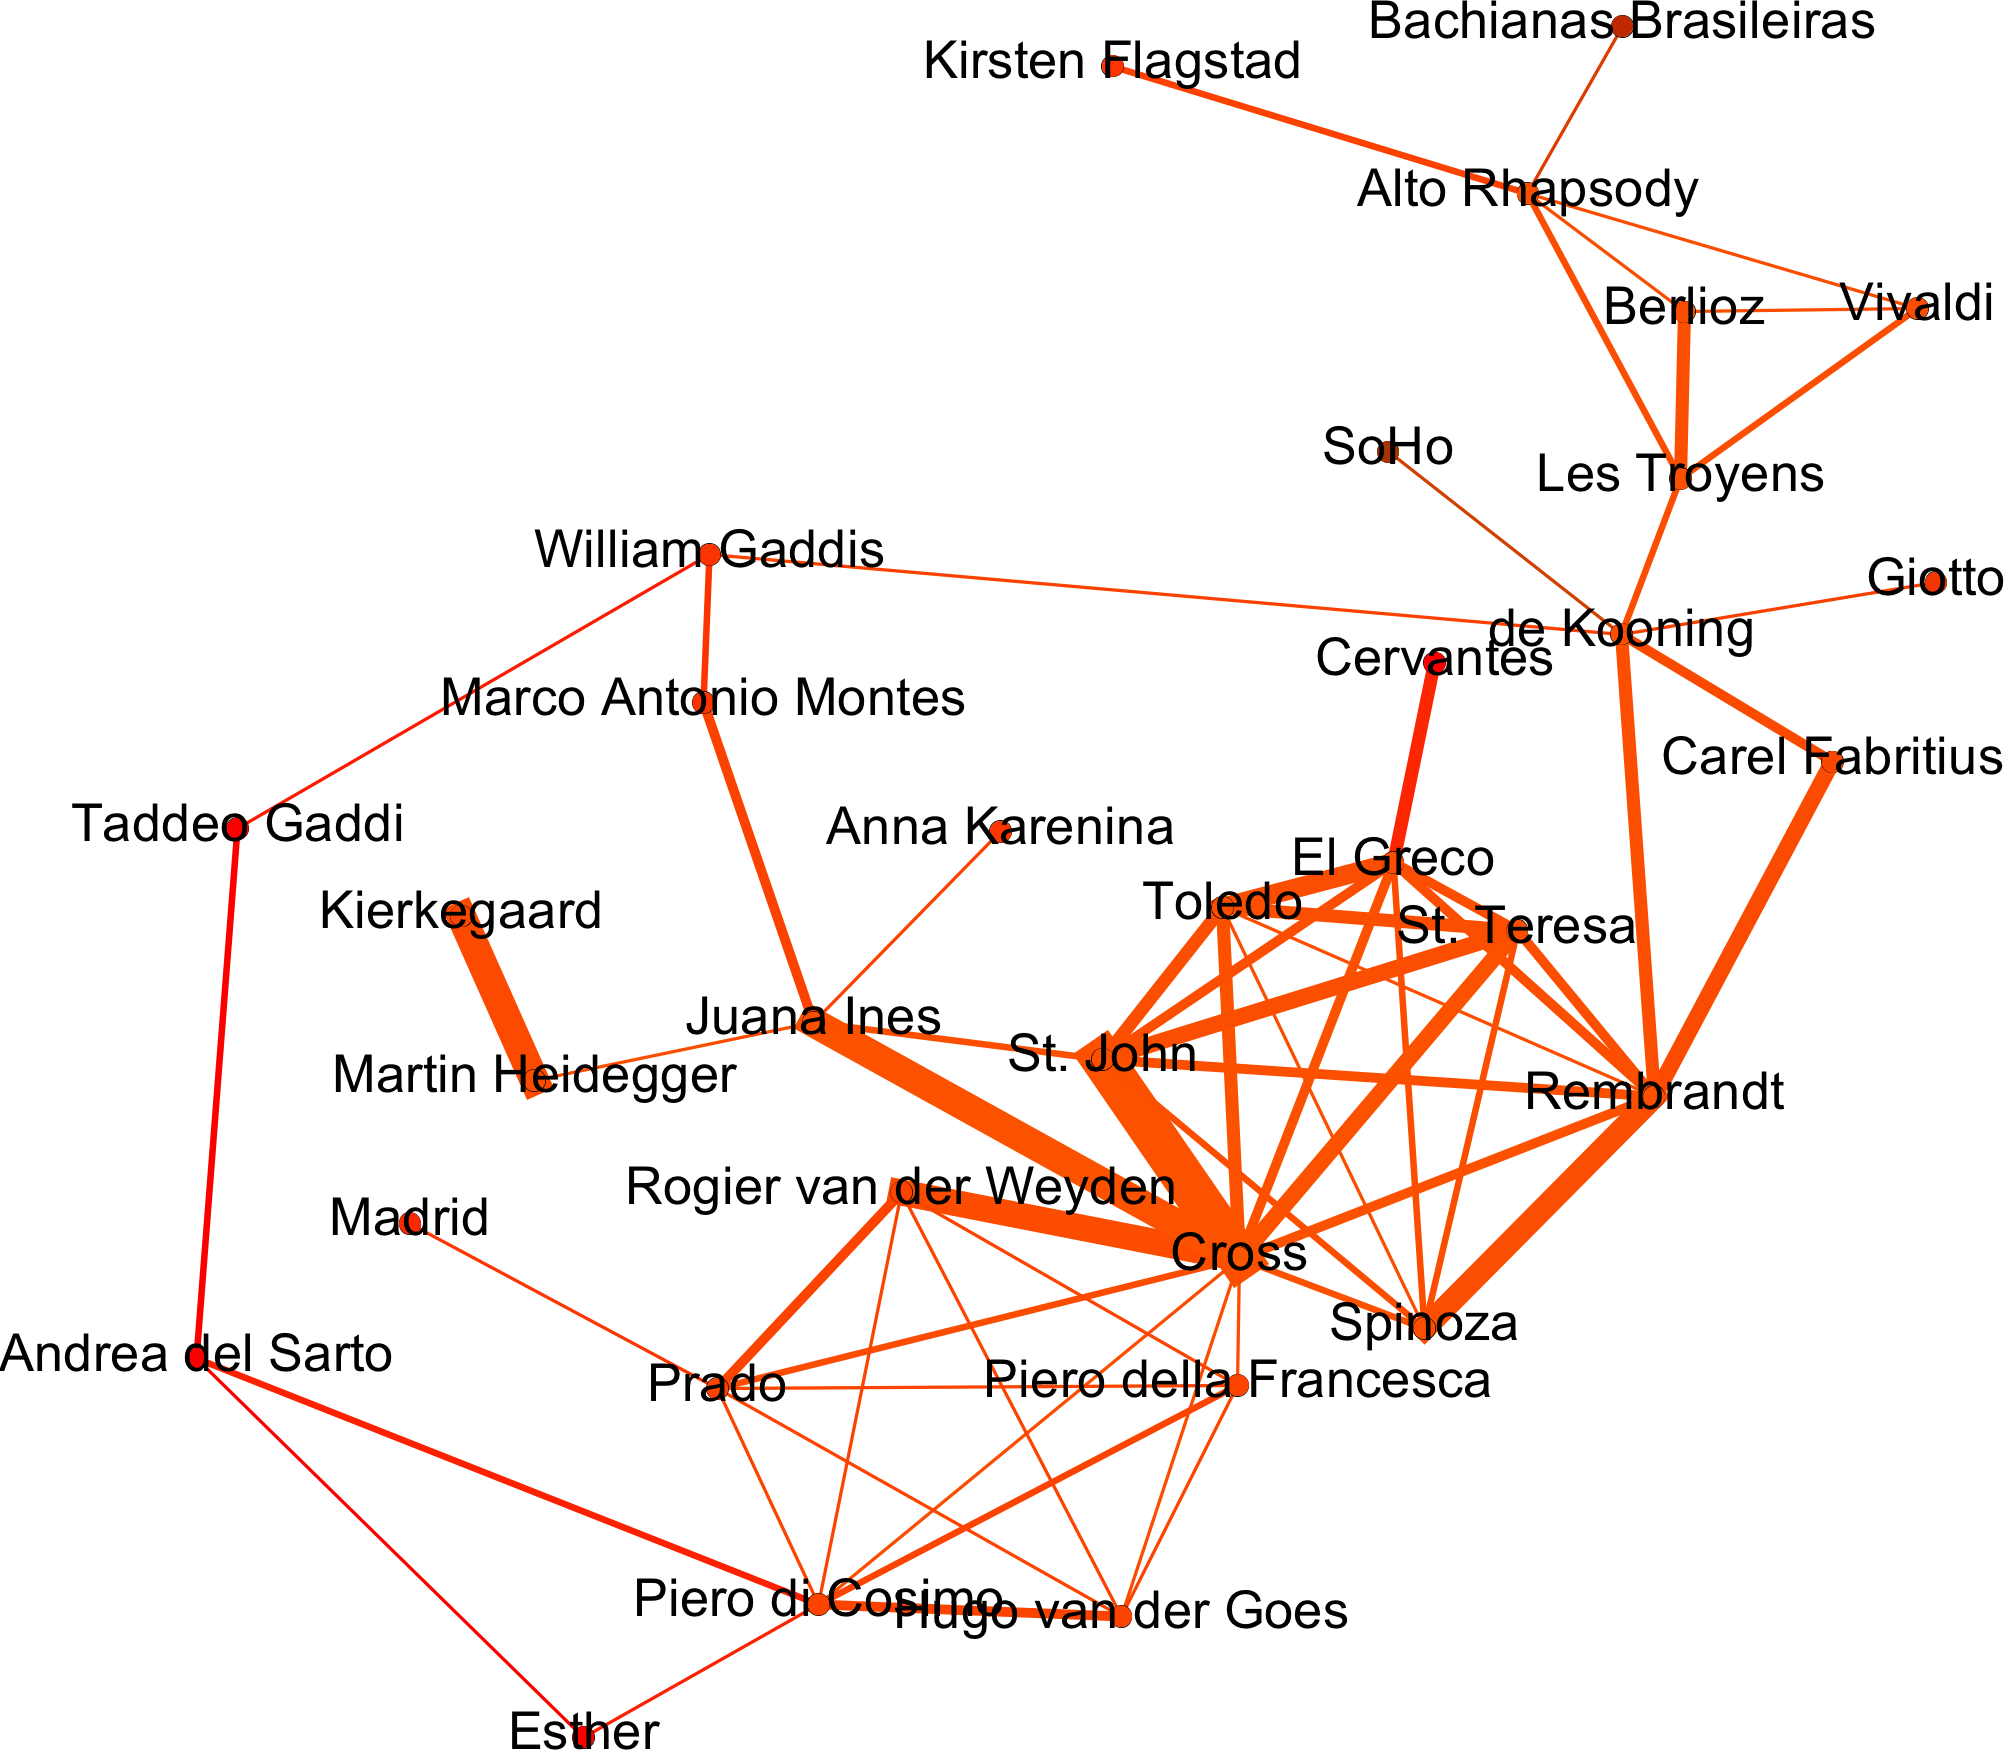 Bachianas Brasileiras
Kirsten Flagstad
Alto Rhapsody
Berlioz
Vivaldi
SoHo
Les Troyens
William Gaddis
Giotto
de Kooning
Cervantes
Marco Antonio Montes
Carel Fabritius
Taddeo Gaddi
Anna Karenina
El Greco
Toledo
Kierkegaard
St. Teresa
Juana Ines
St. John
Martin Heidegger
Rembrandt
Rogier van der Weyden
Madrid
Cross
Spinoza
Andrea del Sarto
Prado
Piero della Francesca
Piero di Cosimo
Hugo van der Goes
Esther